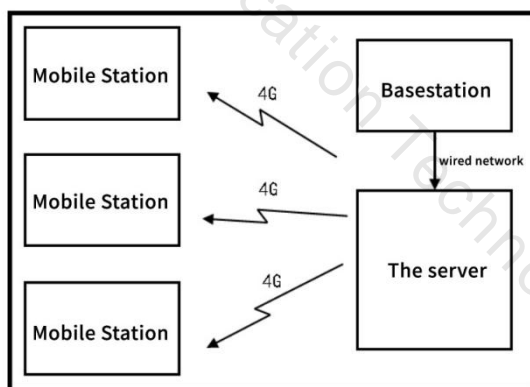 Mobile Station
4G
Basestation
wired network
Mobile Station
4G
The server
4G
Mobile Station